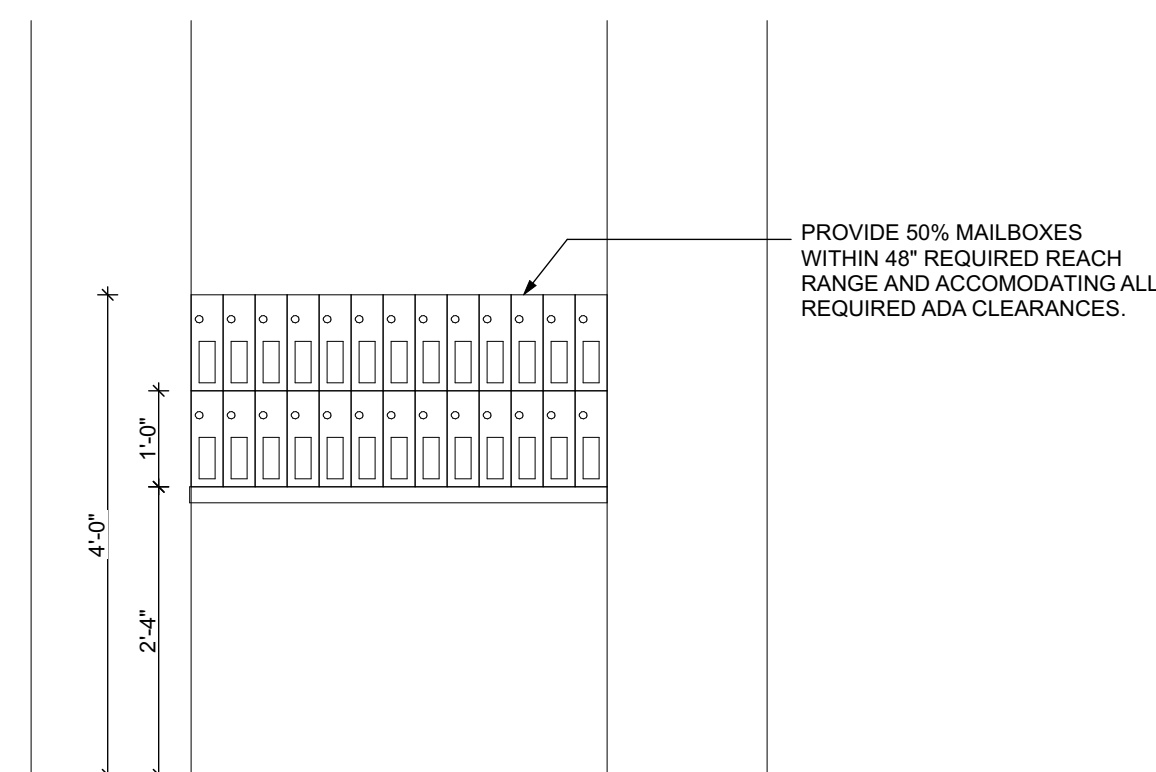 PROVIDE 50% MAILBOXES
WITHIN 48" REQUIRED REACH
RANGE AND ACCOMODATING ALL
REQUIRED ADA CLEARANCES.
1'-0"
4'-0"
2'-4"